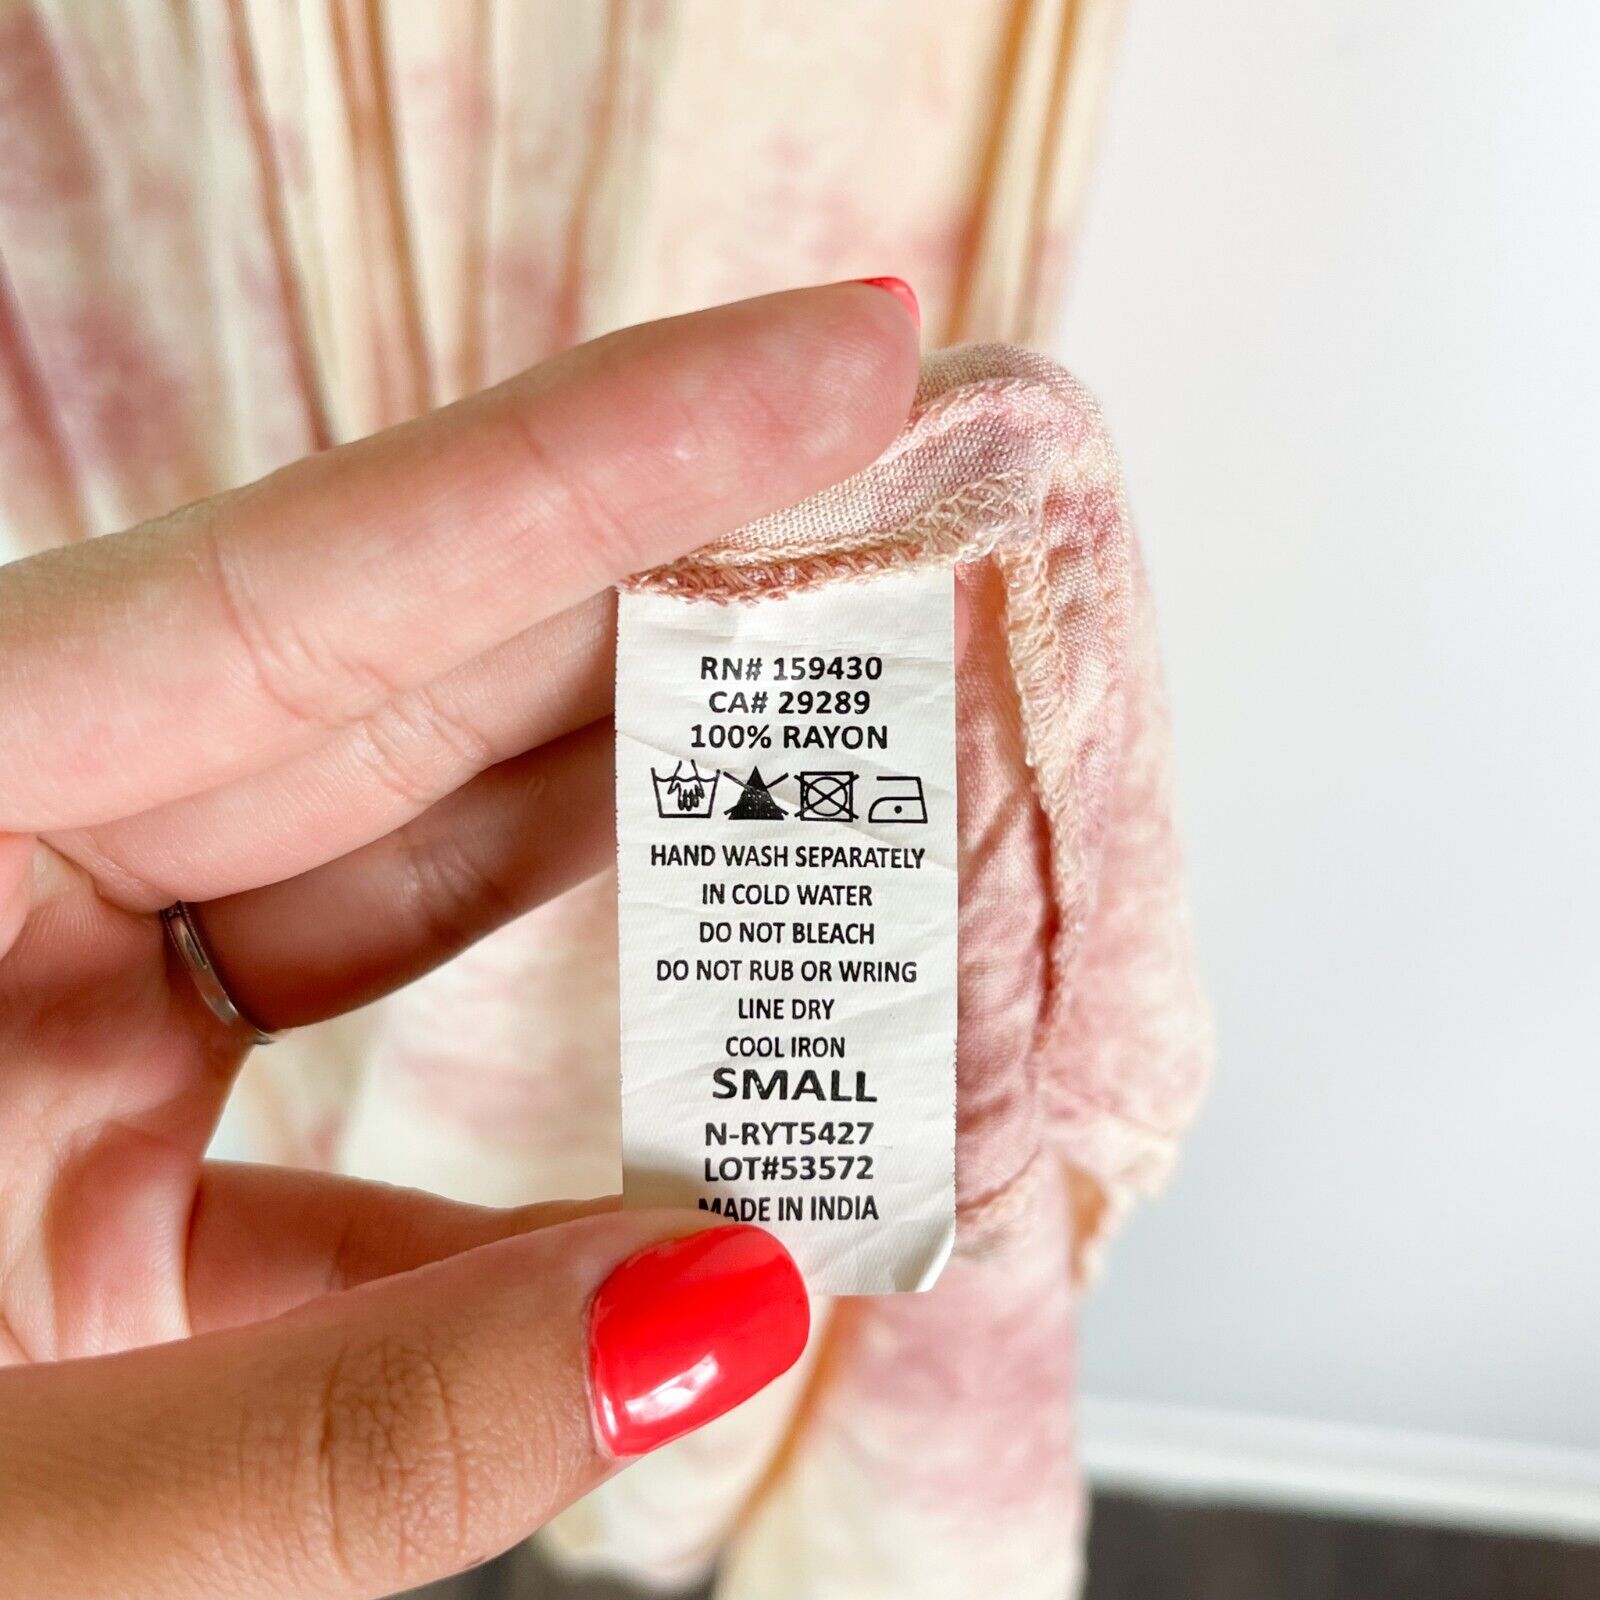 RN# 159430
CA# 29289
100% RAYON
HAND WASH SEPARATELY
IN COLD WATER
DO NOT BLEACH
DO NOT RUB OR WRING
LINE DRY
COOL IRON
SMALL
N-RYT5427
LOT#53572
MADE IN INDIA